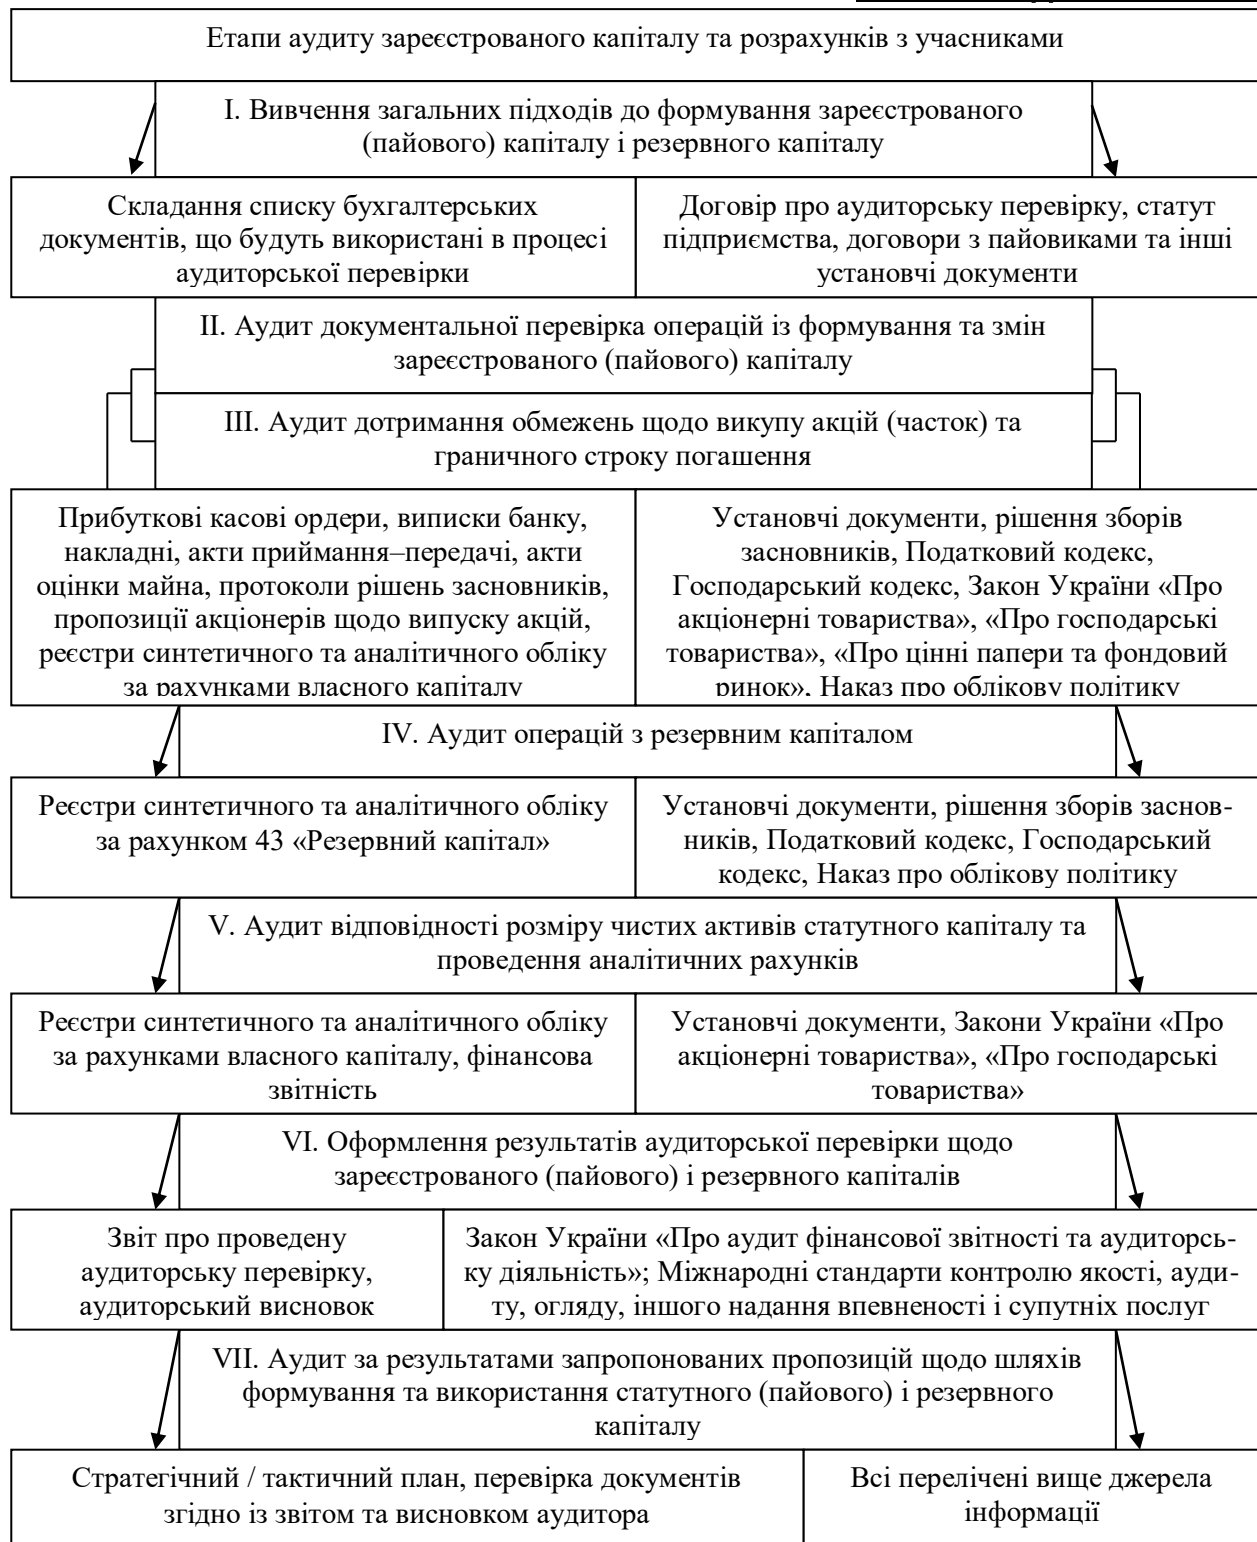 Етапи аудиту зареєстрованого капіталу та розрахунків з учасниками
І. Вивчення загальних підходів до формування зареєстрованого
(пайового) капіталу і резервного капіталу
Складання списку бухгалтерських
документів, що будуть використані в процесі
аудиторської перевірки
Договір про аудиторську перевірку, статут
підприємства, договори з пайовиками та інші
установчі документи
ІІ. Аудит документальної перевірка операцій із формування та змін
зареєстрованого (пайового) капіталу
ІІІ. Аудит дотримання обмежень щодо викупу акцій (часток) та
граничного строку погашення
Прибуткові касові ордери, виписки банку,
накладні, акти приймання–передачі, акти
оцінки майна, протоколи рішень засновників,
пропозиції акціонерів щодо випуску акцій,
реєстри синтетичного та аналітичного обліку
за рахунками власного капіталу
Установчі документи, рішення зборів
засновників, Податковий кодекс,
Господарський кодекс, Закон України «Про
акціонерні товариства», «Про господарські
товариства», «Про цінні папери та фондовий
ринок», Наказ про облікову політику
IV. Аудит операцій з резервним капіталом
Реєстри синтетичного та аналітичного обліку
за рахунком 43 «Резервний капітал»
Установчі документи, рішення зборів заснов-
ників, Податковий кодекс, Господарський
кодекс, Наказ про облікову політику
V. Аудит відповідності розміру чистих активів статутного капіталу та
проведення аналітичних рахунків
Реєстри синтетичного та аналітичного обліку
за рахунками власного капіталу, фінансова
звітність
Установчі документи, Закони України «Про
акціонерні товариства», «Про господарські
товариства»
VI. Оформлення результатів аудиторської перевірки щодо
зареєстрованого (пайового) і резервного капіталів
Звіт про проведену
аудиторську перевірку,
аудиторський висновок
Закон України «Про аудит фінансової звітності та аудиторсь-
ку діяльність»; Міжнародні стандарти контролю якості, ауди-
ту, огляду, іншого надання впевненості і супутніх послуг
VII. Аудит за результатами запропонованих пропозицій щодо шляхів
формування та використання статутного (пайового) і резервного
капіталу
Стратегічний / тактичний план, перевірка документів
згідно із звітом та висновком аудитора
Всі перелічені вище джерела
інформації